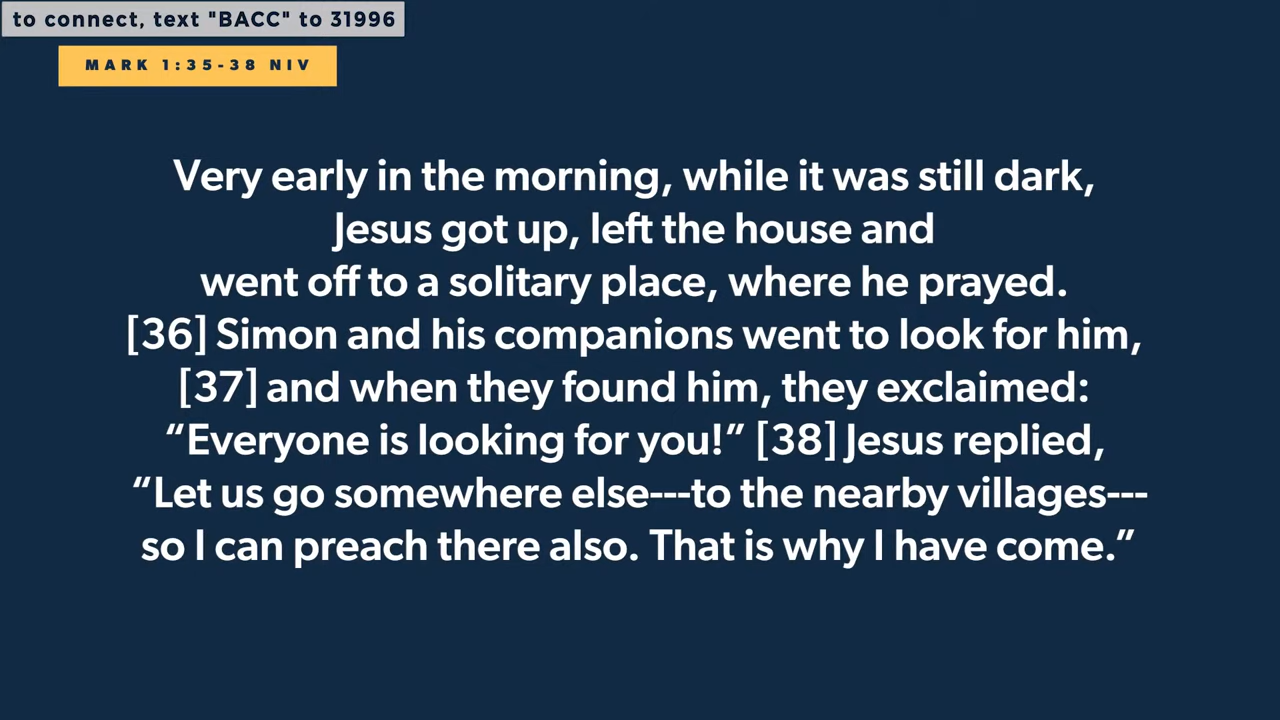 to connect, text "BACC" to 31996
MARK 1:35-38 NIV
Very early in the morning, while it was still dark,
Jesus got up, left the house and
went off to a solitary place, where he prayed.
[36] Simon and his companions went to look for him,
[37] and when they found him, they exclaimed:
“Everyone is looking for you!” [38] Jesus replied,
“Let us go somewhere else---to the nearby villages---
so I can preach there also. That is why I have come.”